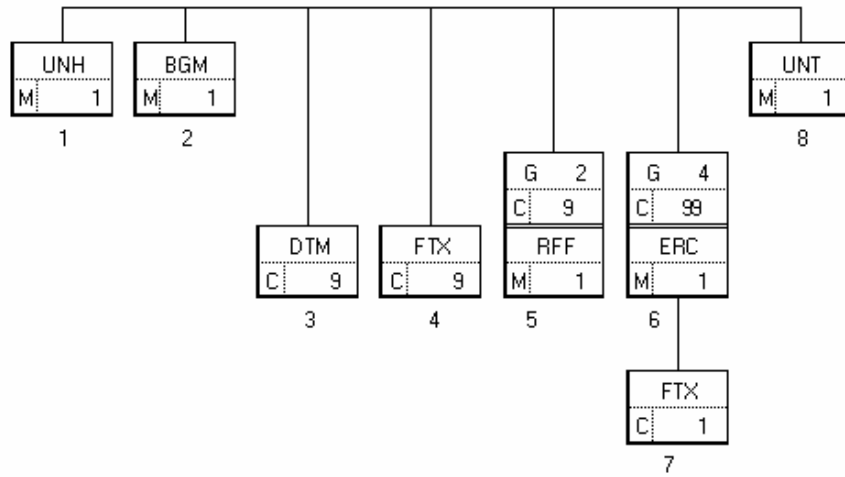 UNH
M 1
1
BGM
M 1
2
UNT
M 1
8
G 2
C 9
RFF
M 1
5
G 4
C 99
ERC
M 1
6
DTM
C 9
3
FTX
C 9
4
FTX
C 1
7